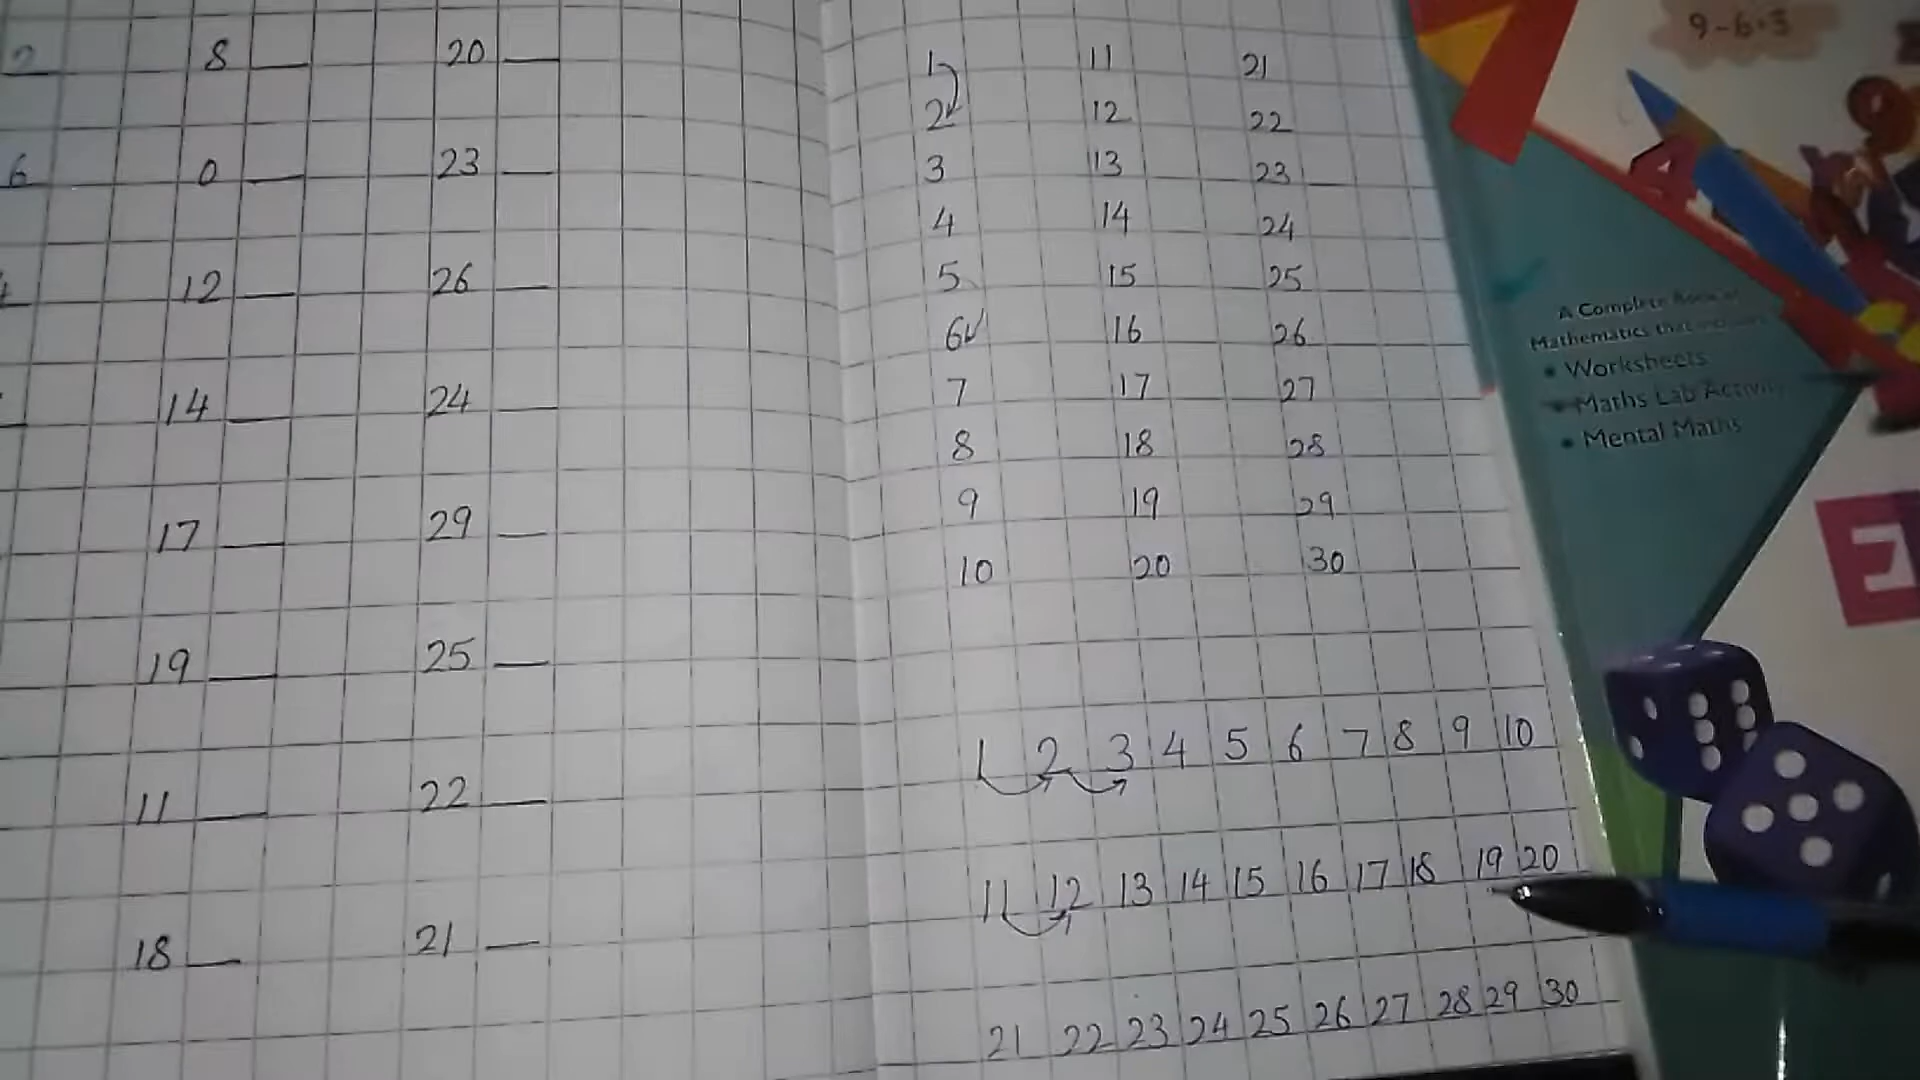 2 8 __ 20 __
6 0 __ 23 __
12 __ 26 __
14 __ 24 __
17 __ 29 __
19 __ 25 __
11 __ 22 __
18 __ 21 __
1 11 21
2 12 22
3 13 23
4 14 24
5 15 25
6 16 26
7 17 27
8 18 28
9 19 29
10 20 30
1 2 3 4 5 6 7 8 9 10
11 12 13 14 15 16 17 18 19 20
21 22 23 24 25 26 27 28 29 30
9-6=3
A Complete Book of
Mathematics that
• Worksheets
• Maths Lab Activity
• Mental Maths